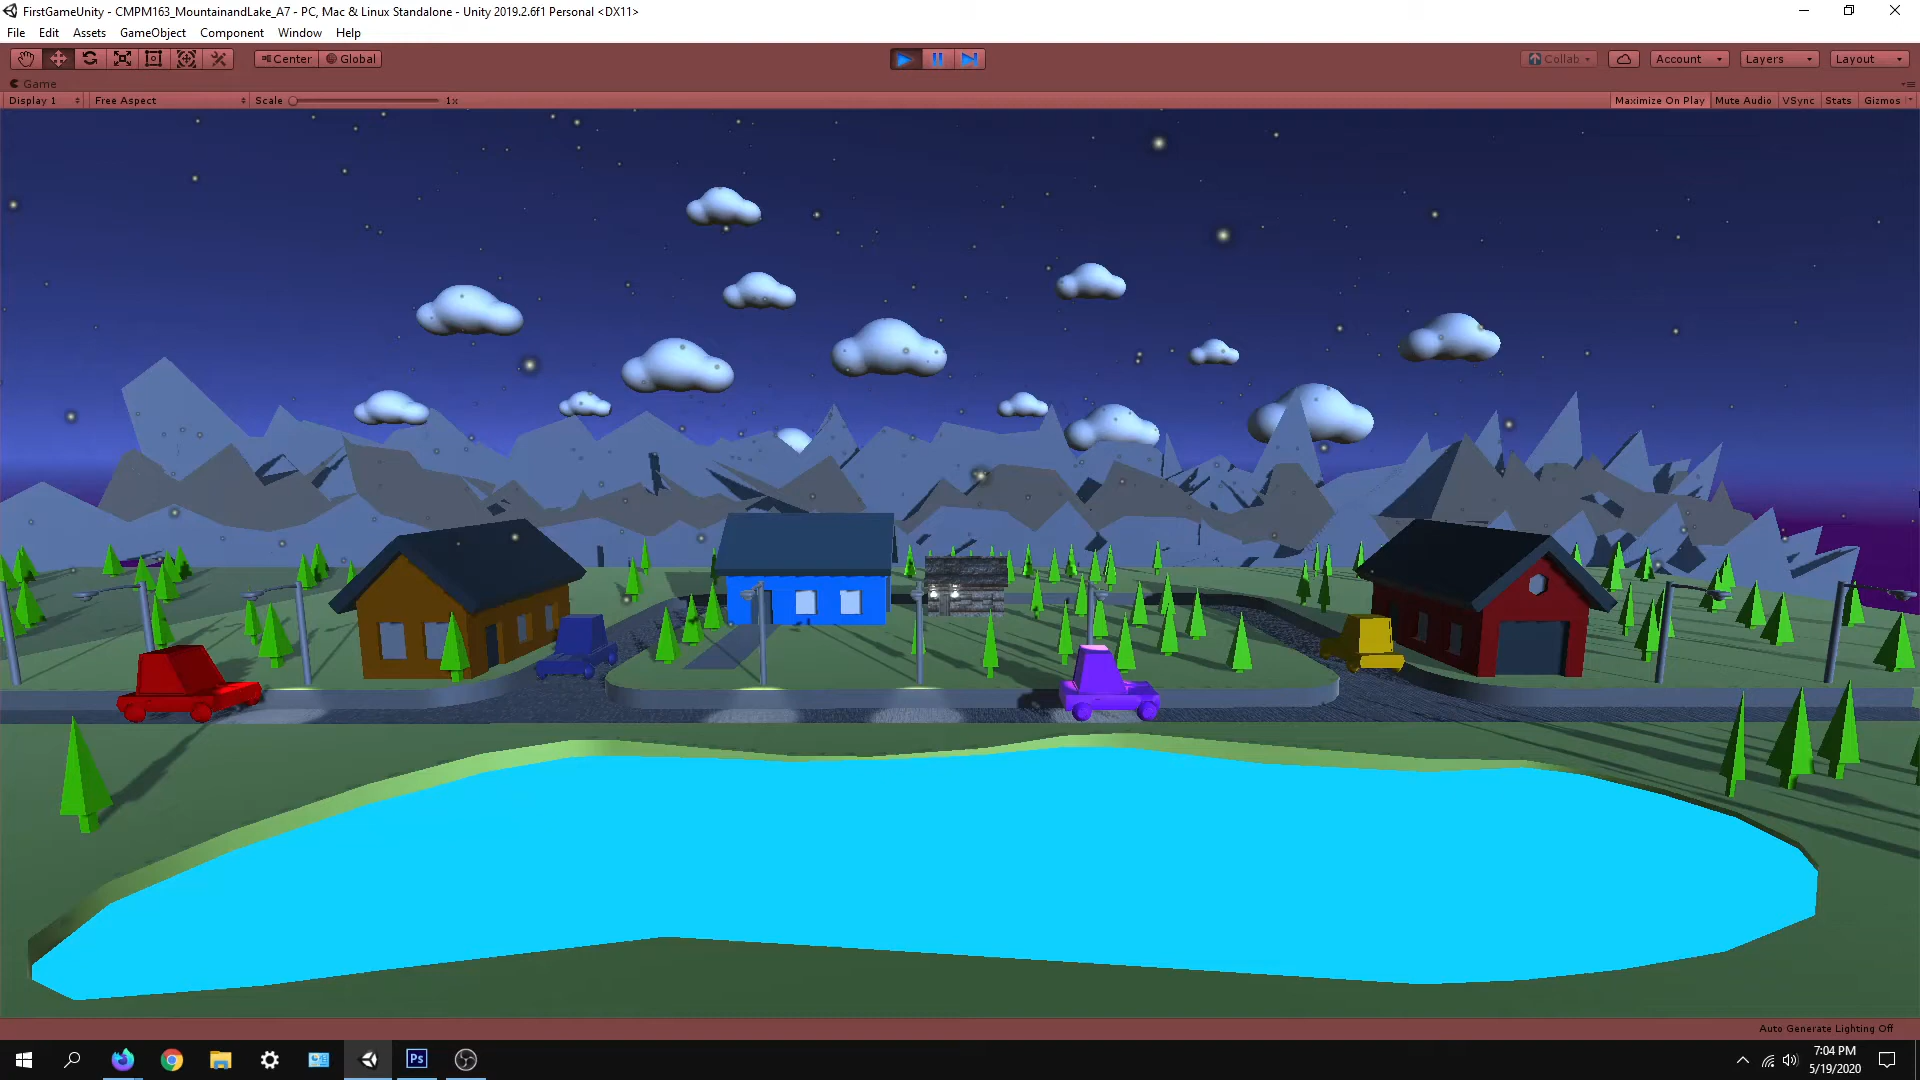 FirstGameUnity - CMPM163_MountainandLake_A7 - PC, Mac & Linux Standalone - Unity 2019.2.6f1 Personal <DX11>
File Edit Assets GameObject Component Window Help
Center Global Collab Account Layers Layout
Game
Display 1 Free Aspect Scale 1x Maximize On Play Mute Audio VSync Stats Gizmos
Auto Generate Lighting Off
Ps
7:04 PM
5/19/2020